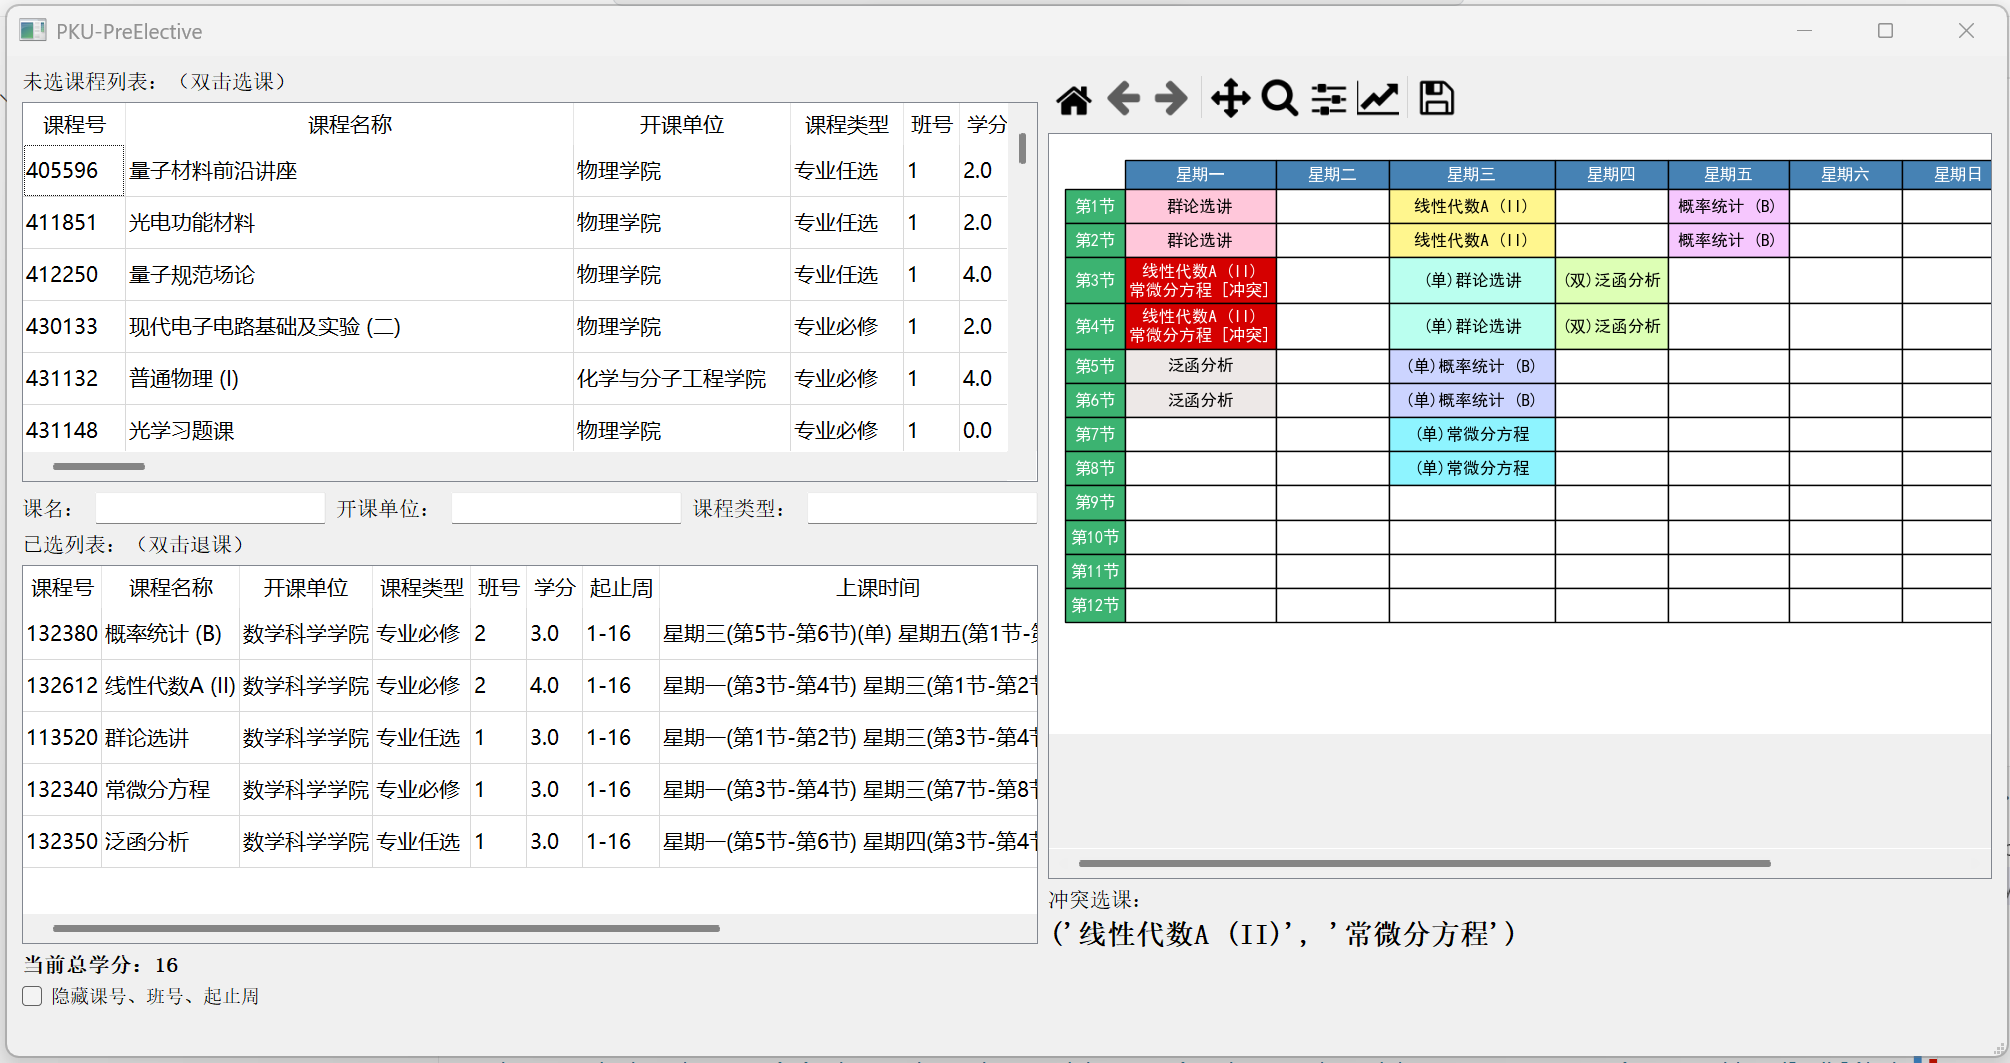 PKU-PreElective
未选课程列表：（双击选课）
课程号 课程名称 开课单位 课程类型 班号 学分
405596 量子材料前沿讲座 物理学院 专业任选 1 2.0
411851 光电功能材料 物理学院 专业任选 1 2.0
412250 量子规范场论 物理学院 专业任选 1 4.0
430133 现代电子电路基础及实验 (二) 物理学院 专业必修 1 2.0
431132 普通物理 (I) 化学与分子工程学院 专业必修 1 4.0
431148 光学习题课 物理学院 专业必修 1 0.0
课名： 开课单位： 课程类型：
已选列表：（双击退课）
课程号 课程名称 开课单位 课程类型 班号 学分 起止周 上课时间
132380 概率统计 (B) 数学科学学院 专业必修 2 3.0 1-16 星期三(第5节-第6节)(单) 星期五(第1节-第
132612 线性代数A (II) 数学科学学院 专业必修 2 4.0 1-16 星期一(第3节-第4节) 星期三(第1节-第2节
113520 群论选讲 数学科学学院 专业任选 1 3.0 1-16 星期一(第1节-第2节) 星期三(第3节-第4节
132340 常微分方程 数学科学学院 专业必修 1 3.0 1-16 星期一(第3节-第4节) 星期三(第7节-第8节
132350 泛函分析 数学科学学院 专业任选 1 3.0 1-16 星期一(第5节-第6节) 星期四(第3节-第4节
当前总学分：16
隐藏课号、班号、起止周
星期一 星期二 星期三 星期四 星期五 星期六 星期日
第1节 群论选讲 线性代数A (II) 概率统计 (B)
第2节 群论选讲 线性代数A (II) 概率统计 (B)
第3节 线性代数A (II) (单)群论选讲 (双)泛函分析
常微分方程 [冲突]
第4节 线性代数A (II) (单)群论选讲 (双)泛函分析
常微分方程 [冲突]
第5节 泛函分析 (单)概率统计 (B)
第6节 泛函分析 (单)概率统计 (B)
第7节 (单)常微分方程
第8节 (单)常微分方程
第9节
第10节
第11节
第12节
冲突选课：
('线性代数A (II)', '常微分方程')